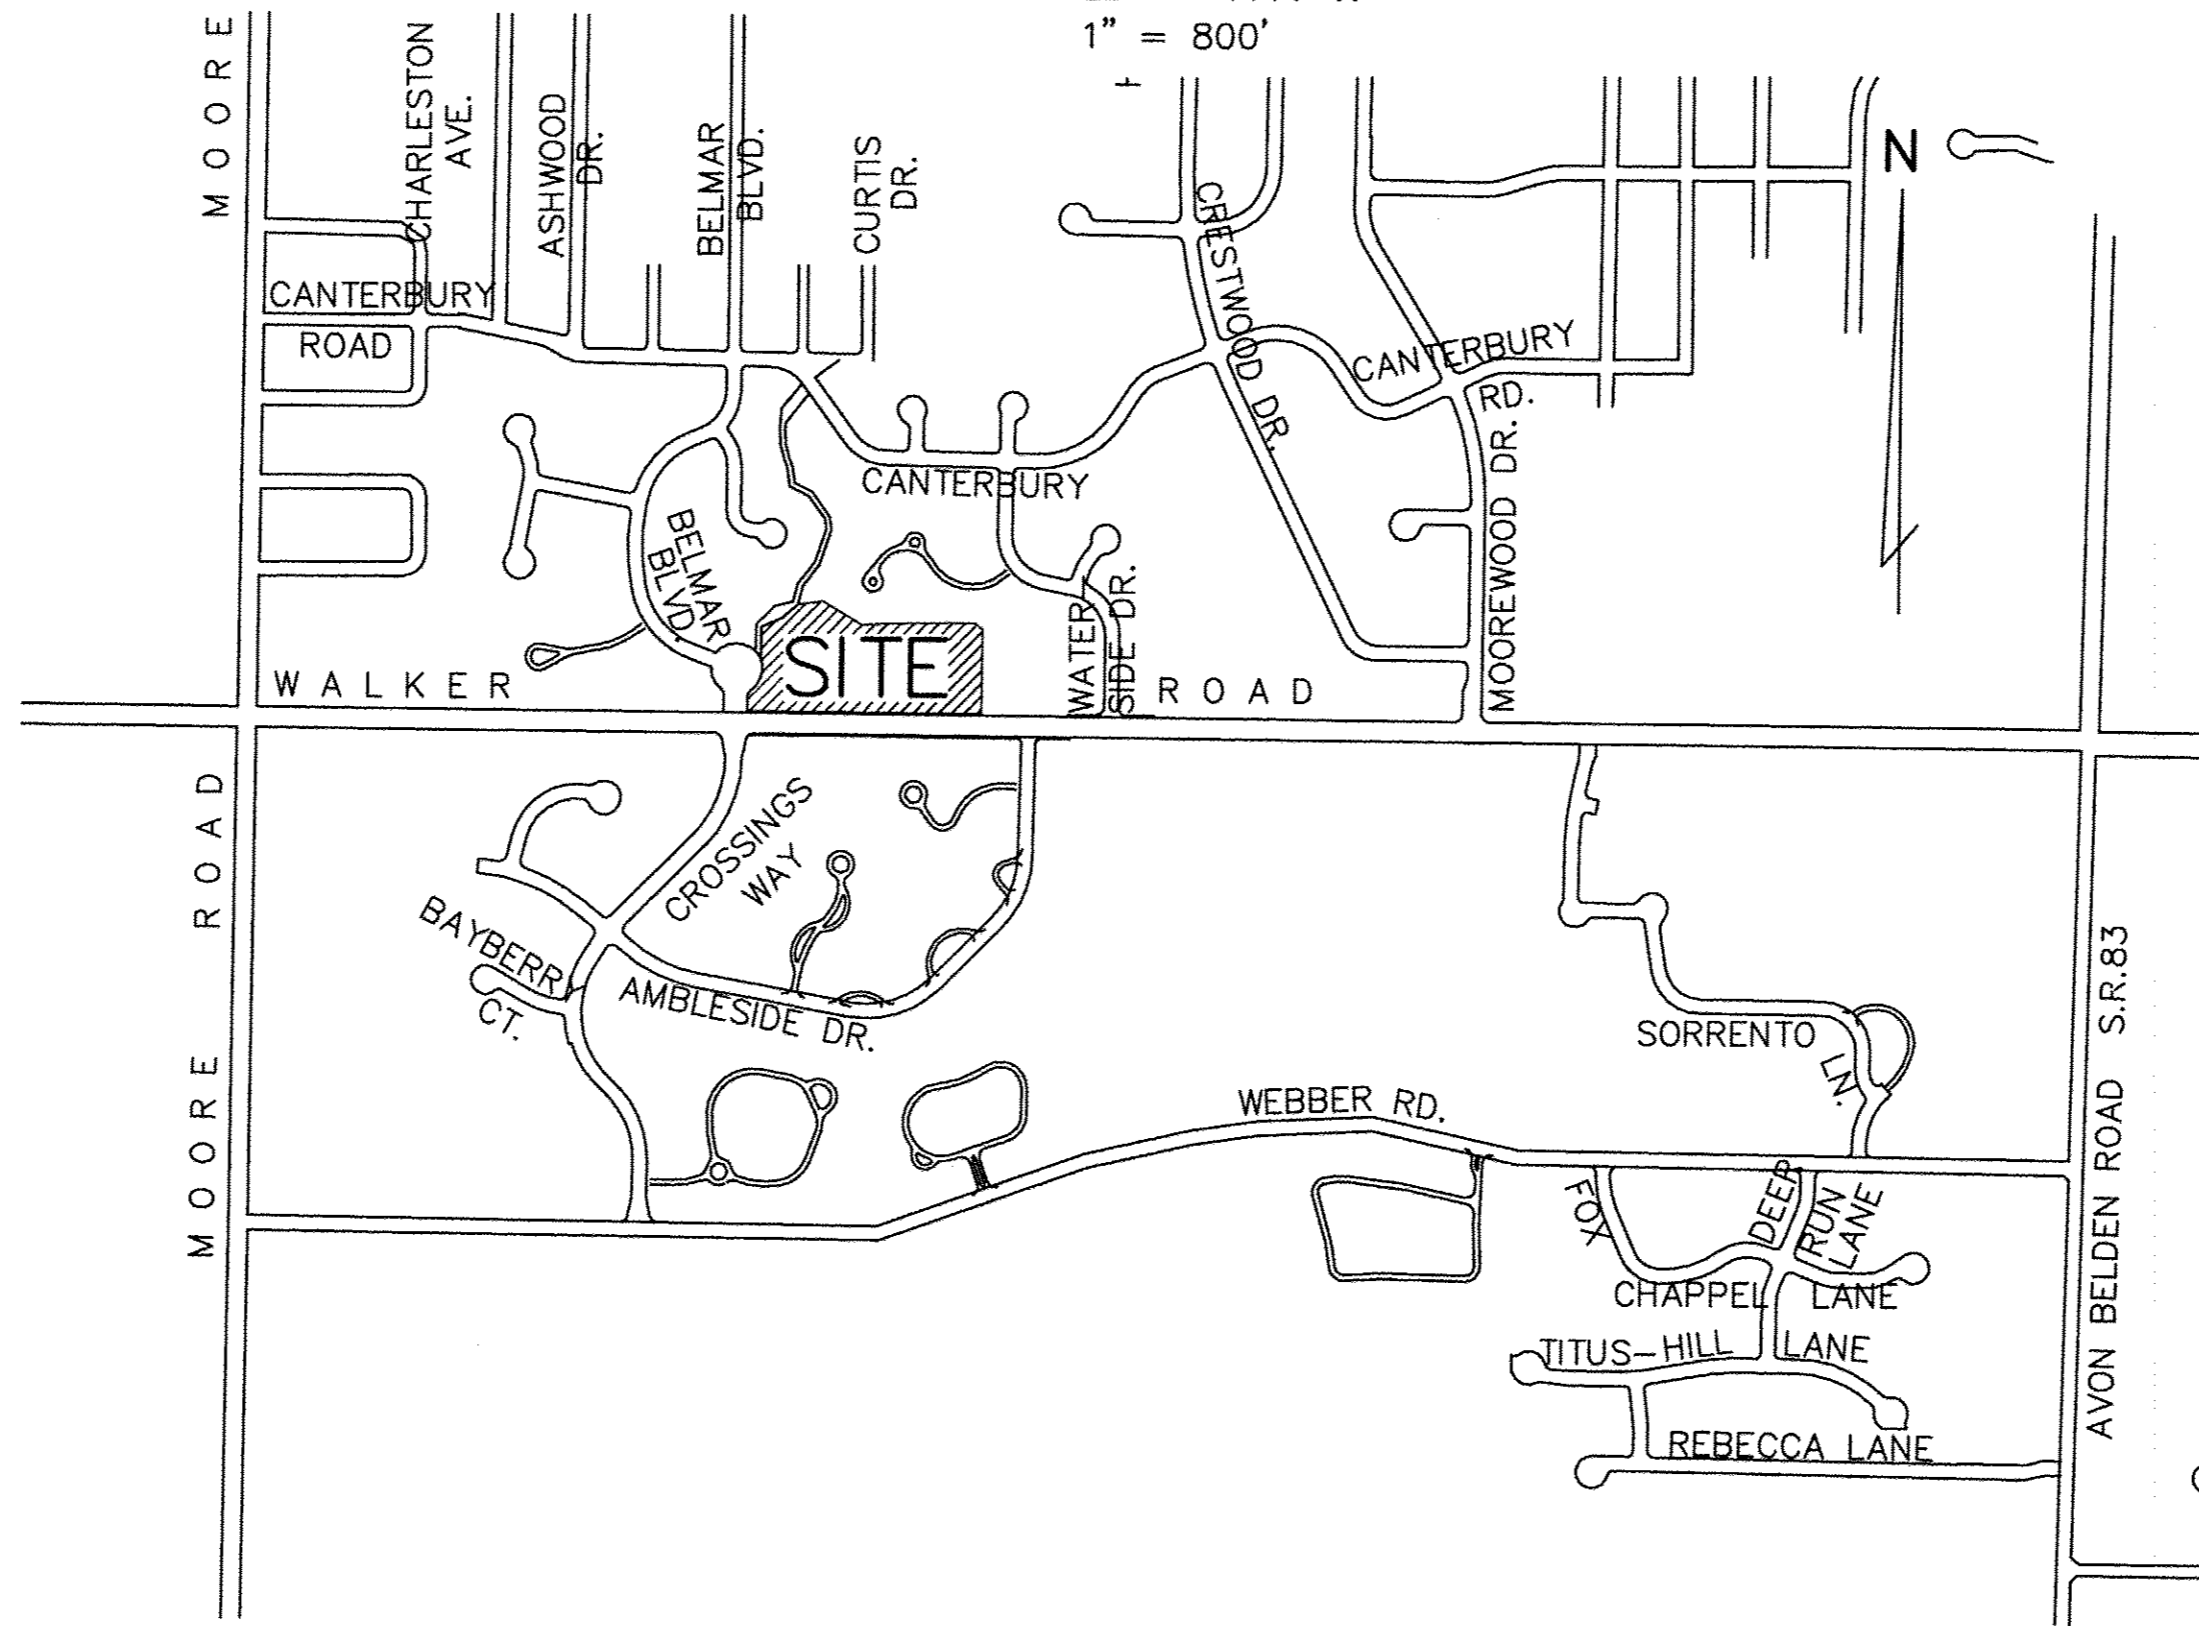 1" = 800'
MOORE
CHARLESTON
AVE.
ASHWOOD
DR.
BELMAR
BLVD.
CURTIS
DR.
N
CRESTWOOD DR.
CANTERBURY
ROAD
CANTERBURY
RD.
CANTERBURY
MOOREWOOD DR.
BELMAR
BLVD.
WATER
SIDE DR.
SITE
WALKER
ROAD
MOORE ROAD
CROSSINGS
WAY
BAYBERR
CT.
AMBLESIDE DR.
SORRENTO
LN.
AVON BELDEN ROAD S.R.83
WEBBER RD.
FOX
DEER
RUN
LANE
CHAPPEL LANE
TITUS-HILL LANE
REBECCA LANE